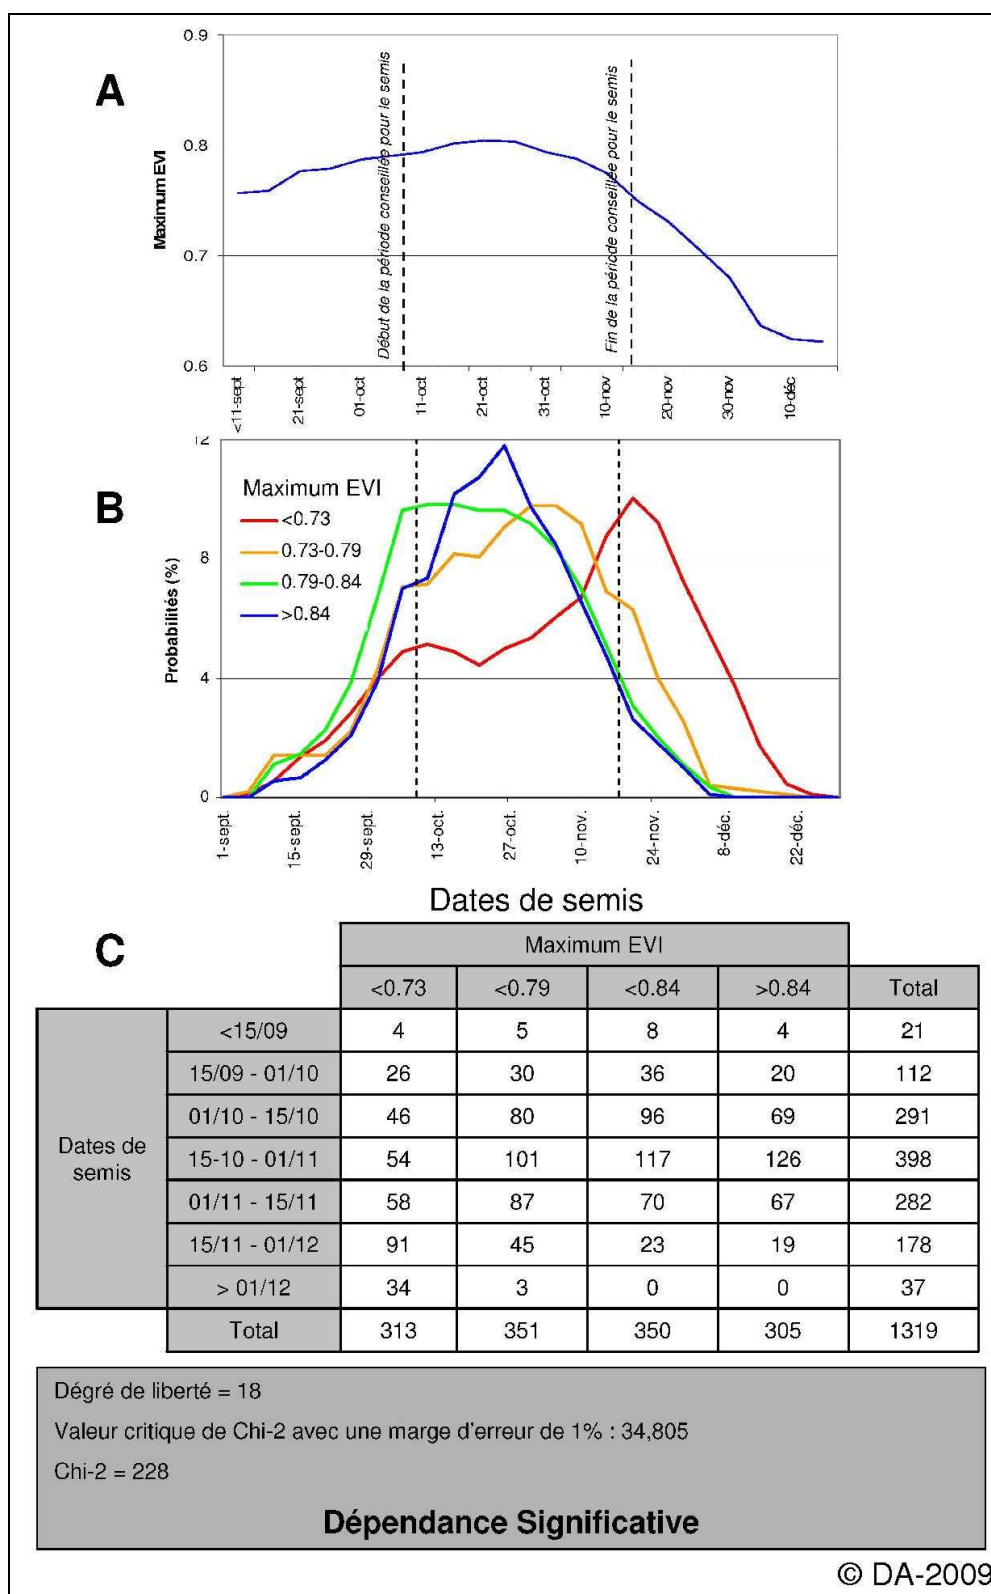 A
Maximum EVI
0.9
0.8
0.7
0.6
Début de la période conseillée pour le semis
Fin de la période conseillée pour le semis
<11-sept
21-sept
01-oct
11-oct
21-oct
31-oct
10-nov
20-nov
30-nov
10-déc
B
Probabilités (%)
12
8
4
0
Maximum EVI
<0.73
0.73-0.79
0.79-0.84
>0.84
1-sept.
15-sept.
29-sept.
13-oct.
27-oct.
10-nov.
24-nov.
8-déc.
22-déc.
Dates de semis
C
Maximum EVI
<0.73 <0.79 <0.84 >0.84 Total
Dates de semis
<15/09 4 5 8 4 21
15/09 - 01/10 26 30 36 20 112
01/10 - 15/10 46 80 96 69 291
15-10 - 01/11 54 101 117 126 398
01/11 - 15/11 58 87 70 67 282
15/11 - 01/12 91 45 23 19 178
> 01/12 34 3 0 0 37
Total 313 351 350 305 1319
Dégré de liberté = 18
Valeur critique de Chi-2 avec une marge d'erreur de 1% : 34,805
Chi-2 = 228
Dépendance Significative
© DA-2009